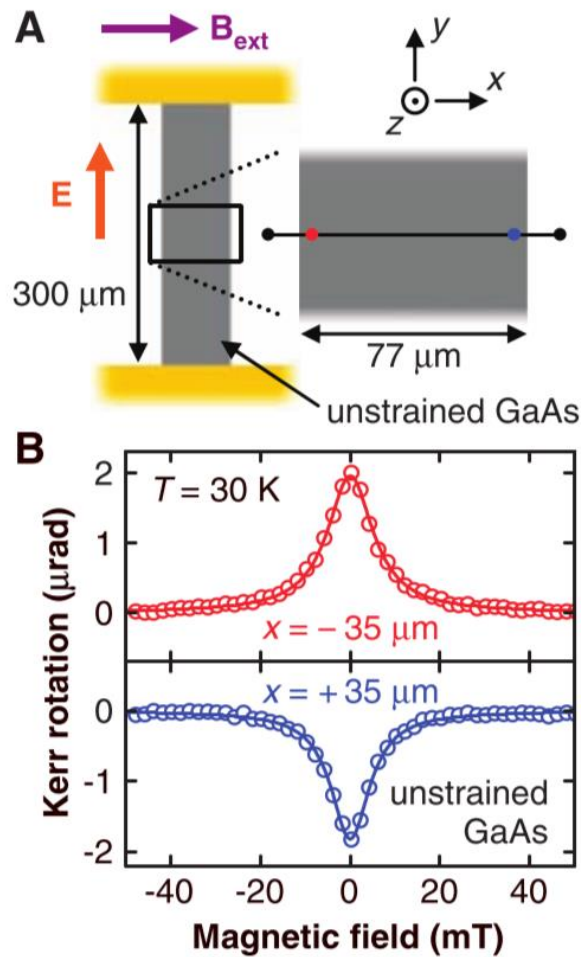 A
B_ext
y
x
z
E
300 μm
77 μm
unstrained GaAs
B
Kerr rotation (μrad)
2
1
0
T = 30 K
x = – 35 μm
0
-1
-2
x = +35 μm
unstrained
GaAs
-40 -20 0 20 40
Magnetic field (mT)